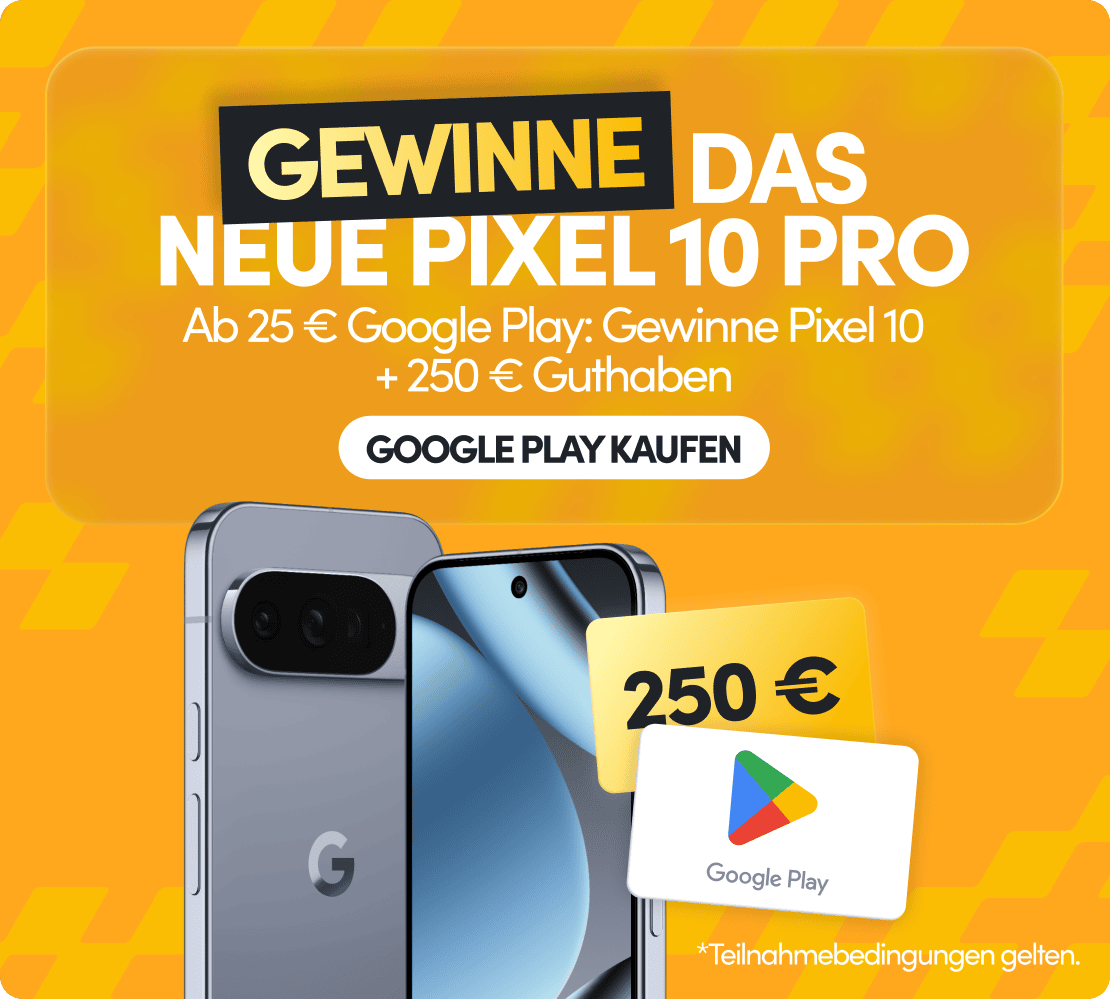 GEWINNE DAS
NEUE PIXEL 10 PRO
Ab 25 € Google Play: Gewinne Pixel 10
+ 250 € Guthaben
GOOGLE PLAY KAUFEN
250 €
G
Google Play
*Teilnahmebedingungen gelten.